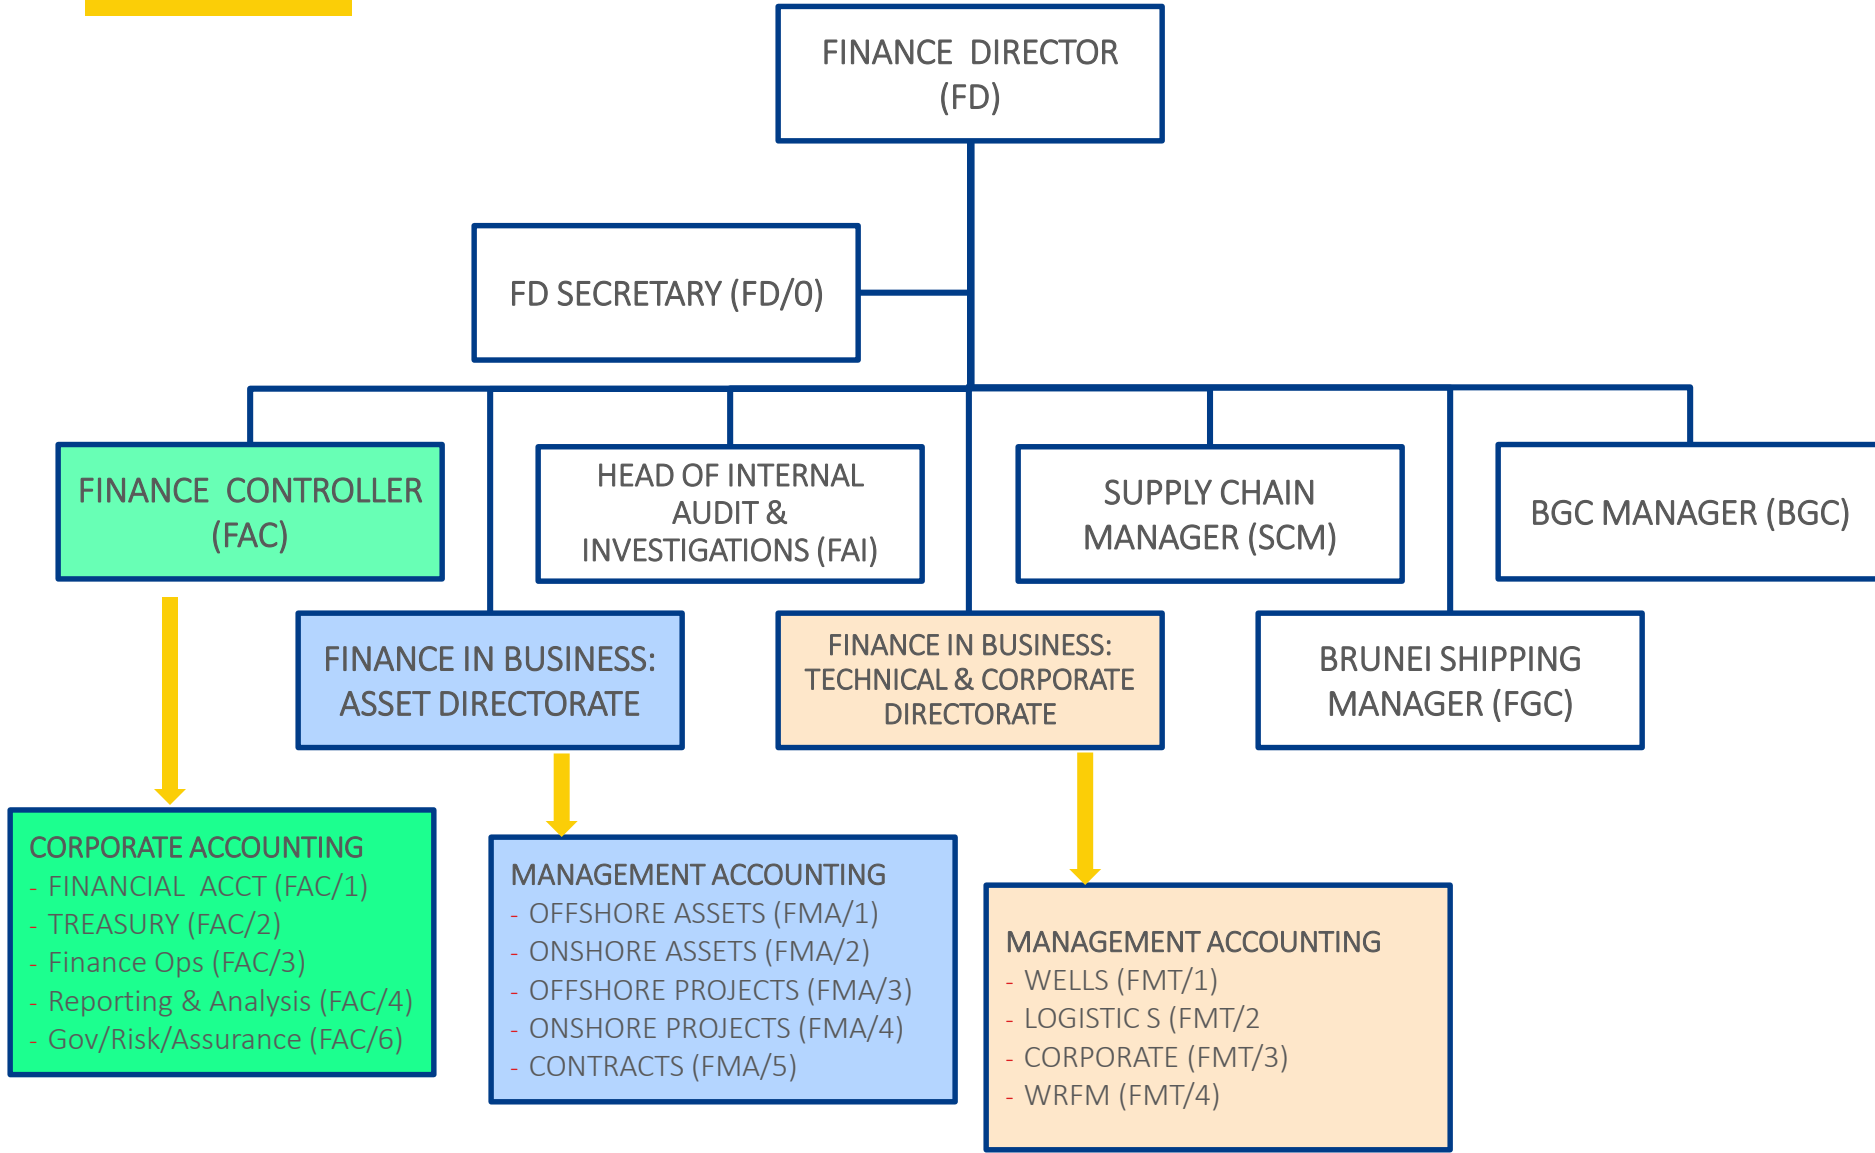 FINANCE DIRECTOR
(FD)
FD SECRETARY (FD/0)
FINANCE CONTROLLER
(FAC)
HEAD OF INTERNAL
AUDIT &
INVESTIGATIONS (FAI)
SUPPLY CHAIN
MANAGER (SCM)
BGC MANAGER (BGC)
FINANCE IN BUSINESS:
ASSET DIRECTORATE
FINANCE IN BUSINESS:
TECHNICAL & CORPORATE
DIRECTORATE
BRUNEI SHIPPING
MANAGER (FGC)
CORPORATE ACCOUNTING
- FINANCIAL ACCT (FAC/1)
- TREASURY (FAC/2)
- Finance Ops (FAC/3)
- Reporting & Analysis (FAC/4)
- Gov/Risk/Assurance (FAC/6)
MANAGEMENT ACCOUNTING
- OFFSHORE ASSETS (FMA/1)
- ONSHORE ASSETS (FMA/2)
- OFFSHORE PROJECTS (FMA/3)
- ONSHORE PROJECTS (FMA/4)
- CONTRACTS (FMA/5)
MANAGEMENT ACCOUNTING
- WELLS (FMT/1)
- LOGISTIC S (FMT/2
- CORPORATE (FMT/3)
- WRFM (FMT/4)